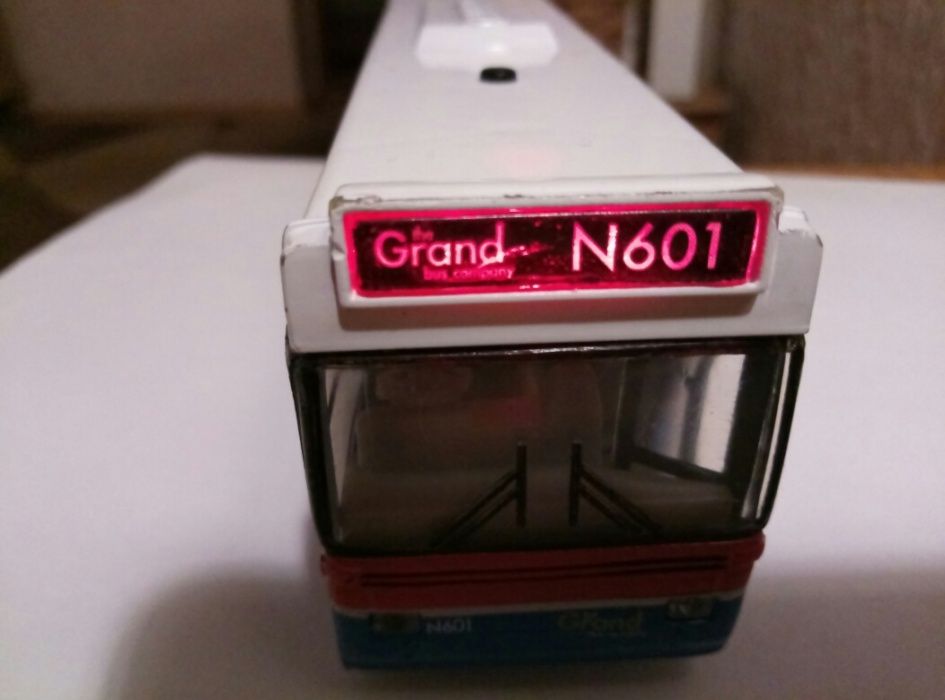 the
Grand
bus company
N601
N601
Grand